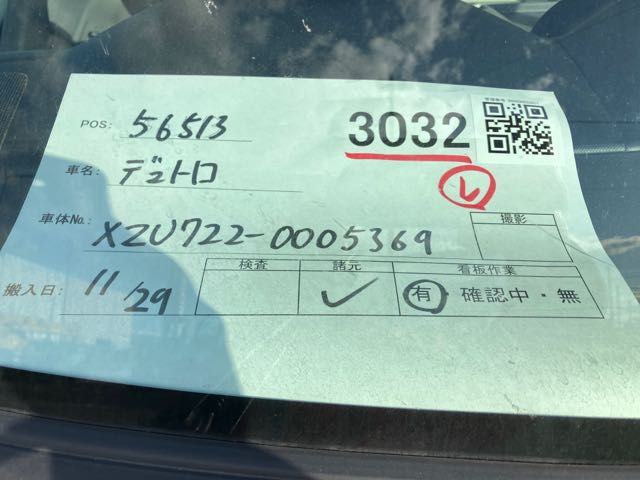 POS: 56513
3032
車名: デュトロ
レ
車体No.: XZU722-0005369
撮影
搬入日: 11/29
検査 諸元 看板作業
✓ 有・確認中・無